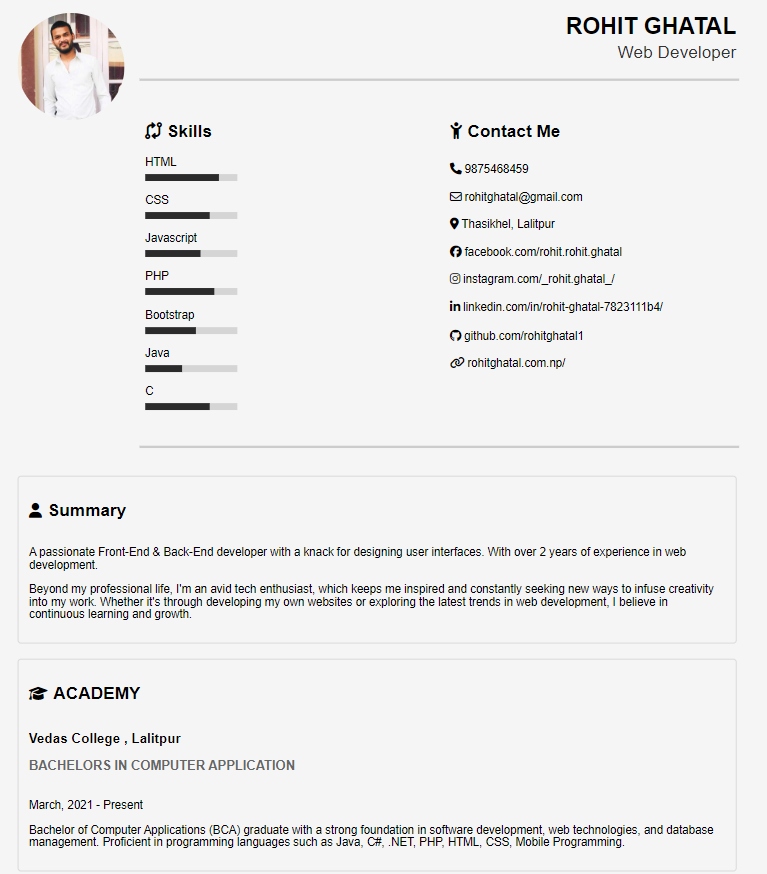 ROHIT GHATAL
Web Developer
Skills
HTML
CSS
Javascript
PHP
Bootstrap
Java
C
Contact Me
9875468459
rohitghatal@gmail.com
Thasikhel, Lalitpur
facebook.com/rohit.rohit.ghatal
instagram.com/_rohit.ghatal_/
linkedin.com/in/rohit-ghatal-7823111b4/
github.com/rohitghatal1
rohitghatal.com.np/
Summary
A passionate Front-End & Back-End developer with a knack for designing user interfaces. With over 2 years of experience in web
development.
Beyond my professional life, I'm an avid tech enthusiast, which keeps me inspired and constantly seeking new ways to infuse creativity
into my work. Whether it's through developing my own websites or exploring the latest trends in web development, I believe in
continuous learning and growth.
ACADEMY
Vedas College , Lalitpur
BACHELORS IN COMPUTER APPLICATION
March, 2021 - Present
Bachelor of Computer Applications (BCA) graduate with a strong foundation in software development, web technologies, and database
management. Proficient in programming languages such as Java, C#, .NET, PHP, HTML, CSS, Mobile Programming.